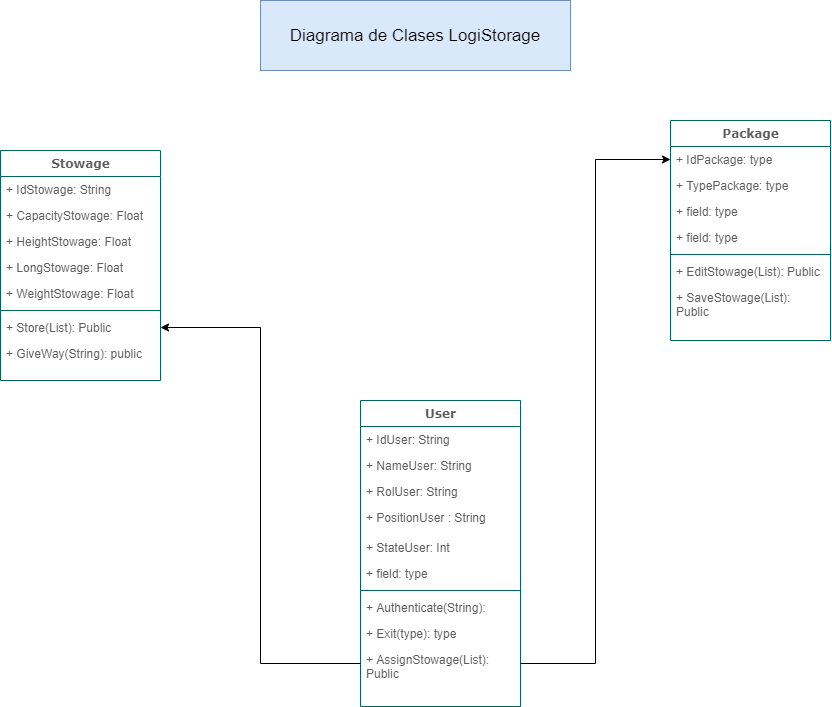 Diagrama de Clases LogiStorage
Stowage
+ IdStowage: String
+ CapacityStowage: Float
+ HeightStowage: Float
+ LongStowage: Float
+ WeightStowage: Float
+ Store(List): Public
+ GiveWay(String): public
Package
+ IdPackage: type
+ TypePackage: type
+ field: type
+ field: type
+ EditStowage(List): Public
+ SaveStowage(List):
Public
User
+ IdUser: String
+ NameUser: String
+ RolUser: String
+ PositionUser : String
+ StateUser: Int
+ field: type
+ Authenticate(String):
+ Exit(type): type
+ AssignStowage(List):
Public